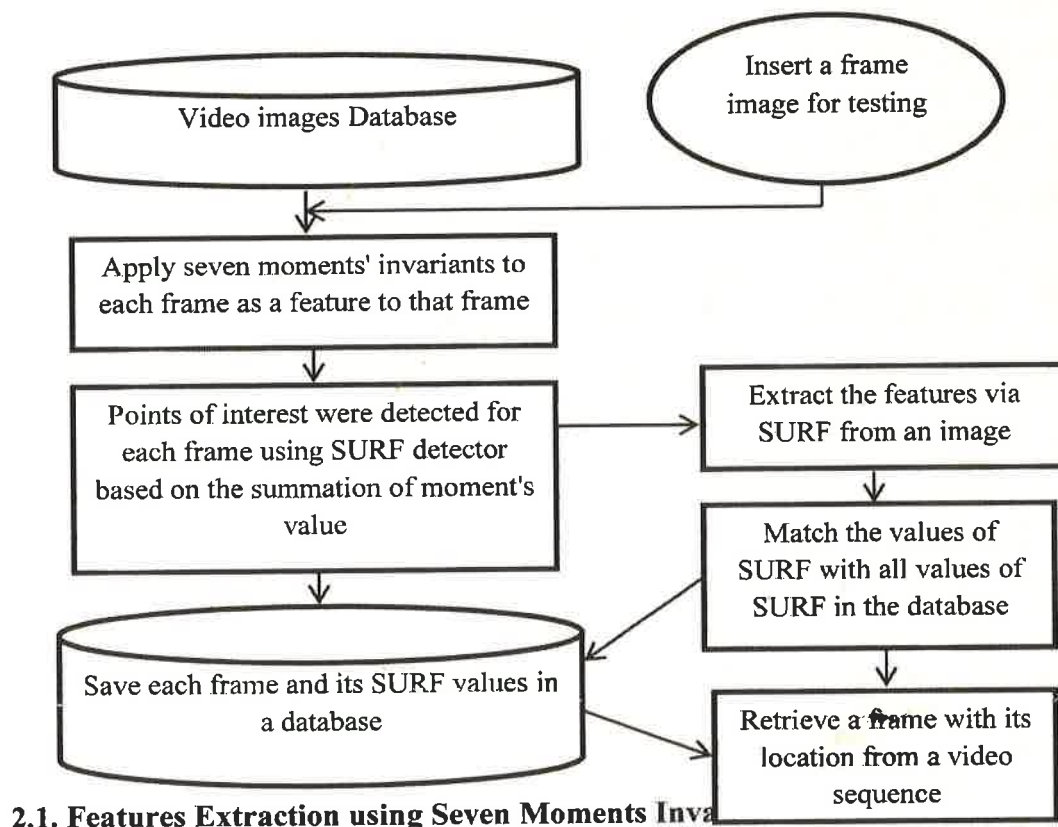 Video images Database
Insert a frame
image for testing
Apply seven moments' invariants to
each frame as a feature to that frame
Points of interest were detected for
each frame using SURF detector
based on the summation of moment's
value
Extract the features via
SURF from an image
Match the values of
SURF with all values of
SURF in the database
Save each frame and its SURF values in
a database
Retrieve a frame with its
location from a video
sequence
2.1. Features Extraction using Seven Moments